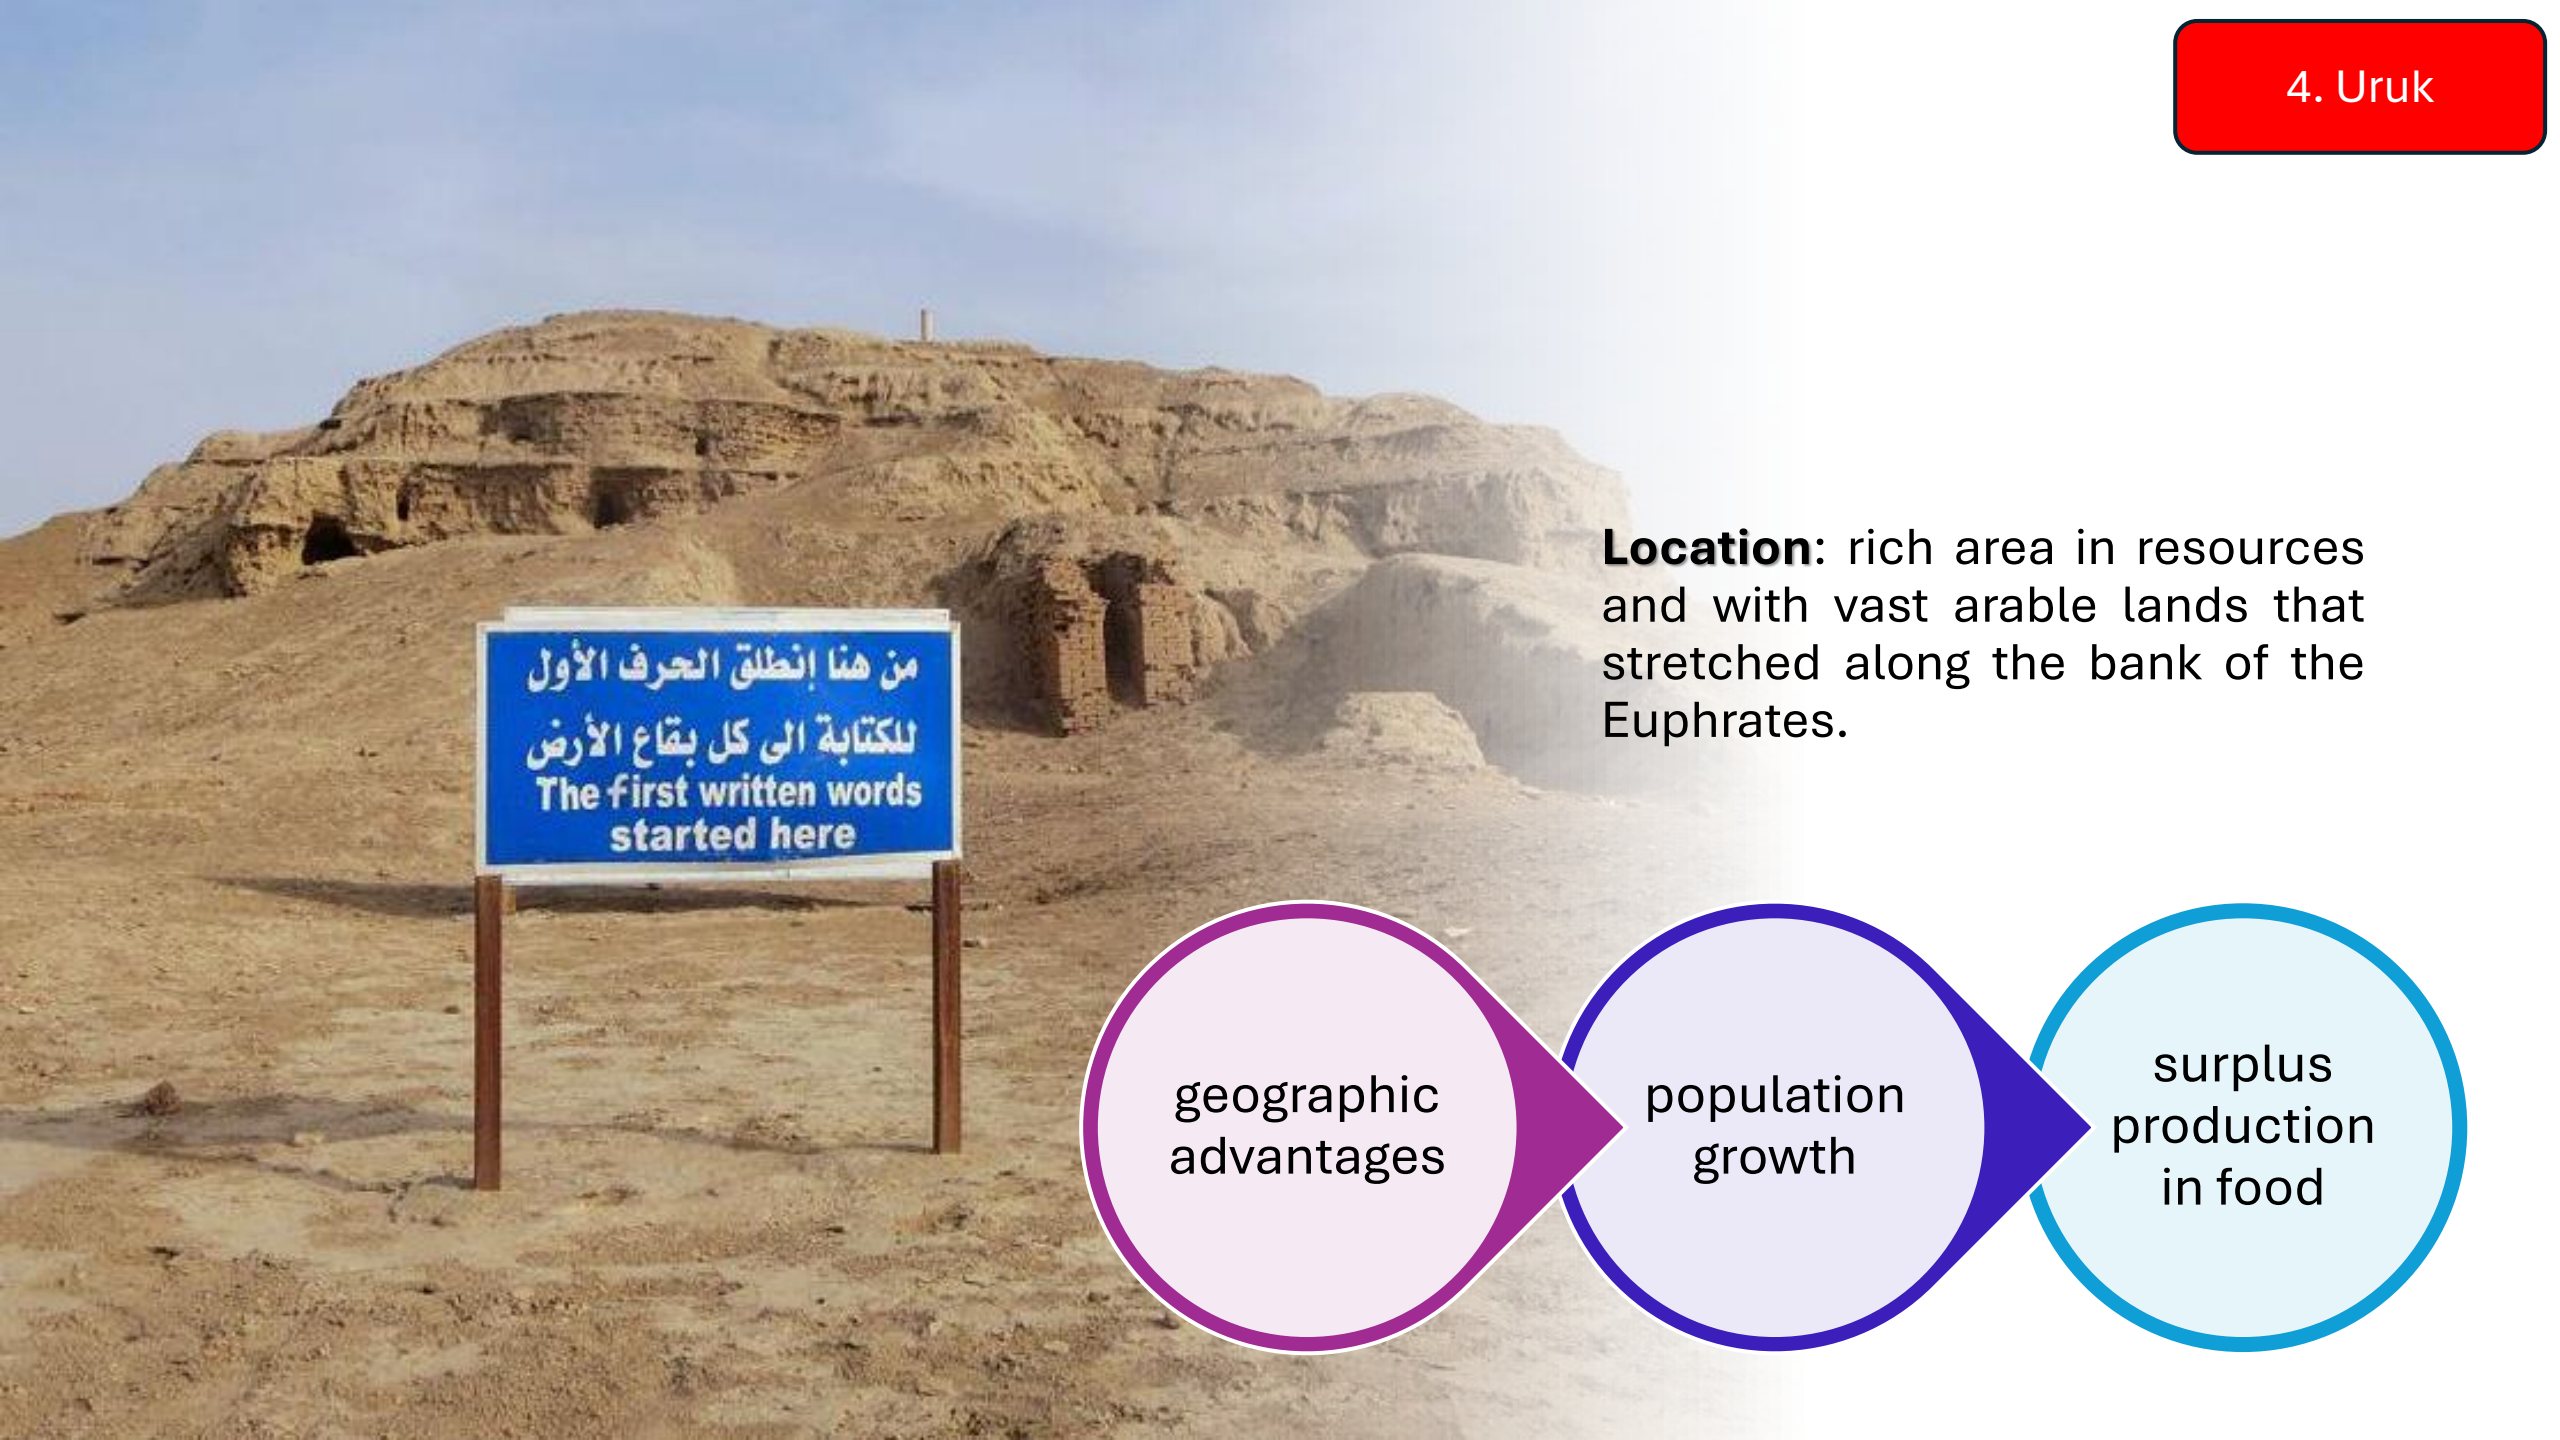 4. Uruk
من هنا إنطلق الحرف الأول
للكتابة الى كل بقاع الأرض
The first written words
started here
Location: rich area in resources
and with vast arable lands that
stretched along the bank of the
Euphrates.
geographic
advantages
population
growth
surplus
production
in food